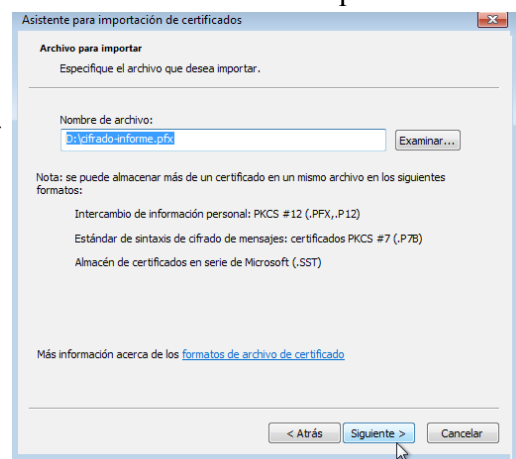 Asistente para importación de certificados
Archivo para importar
Especifique el archivo que desea importar.
Nombre de archivo:
D:\cifrado-informe.pfx
Examinar...
Nota: se puede almacenar más de un certificado en un mismo archivo en los siguientes
formatos:
Intercambio de información personal: PKCS #12 (.PFX,.P12)
Estándar de sintaxis de cifrado de mensajes: certificados PKCS #7 (.P7B)
Almacén de certificados en serie de Microsoft (.SST)
Más información acerca de los formatos de archivo de certificado
< Atrás
Siguiente >
Cancelar